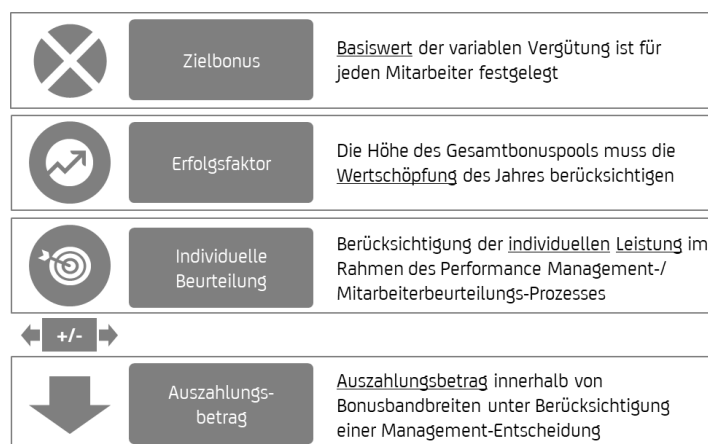 Zielbonus
Basiswert der variablen Vergütung ist für
jeden Mitarbeiter festgelegt
Erfolgsfaktor
Die Höhe des Gesamtbonuspools muss die
Wertschöpfung des Jahres berücksichtigen
Individuelle
Beurteilung
Berücksichtigung der individuellen Leistung im
Rahmen des Performance Management-/
Mitarbeiterbeurteilungs-Prozesses
+/-
Auszahlungs-
betrag
Auszahlungsbetrag innerhalb von
Bonusbandbreiten unter Berücksichtigung
einer Management-Entscheidung